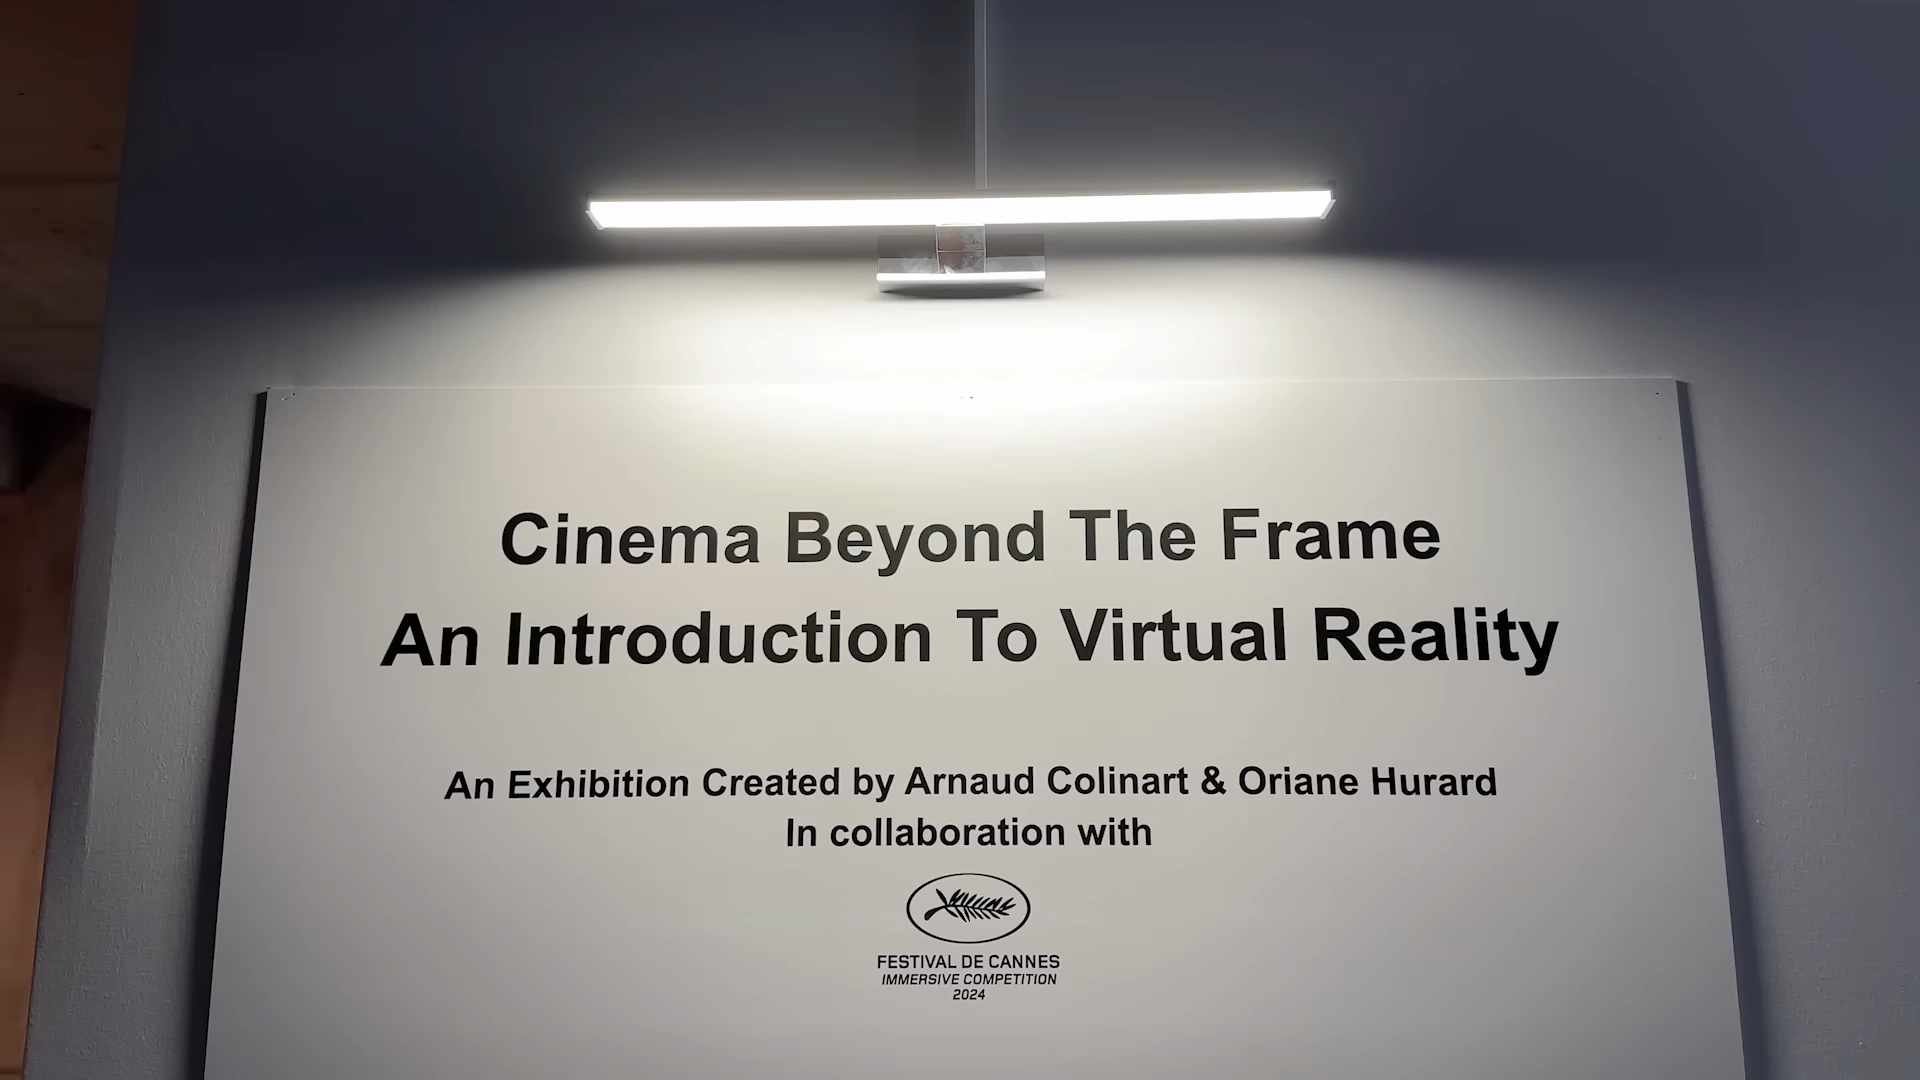 Cinema Beyond The Frame
An Introduction To Virtual Reality
An Exhibition Created by Arnaud Colinart & Oriane Hurard
In collaboration with
FESTIVAL DE CANNES
IMMERSIVE COMPETITION
2024